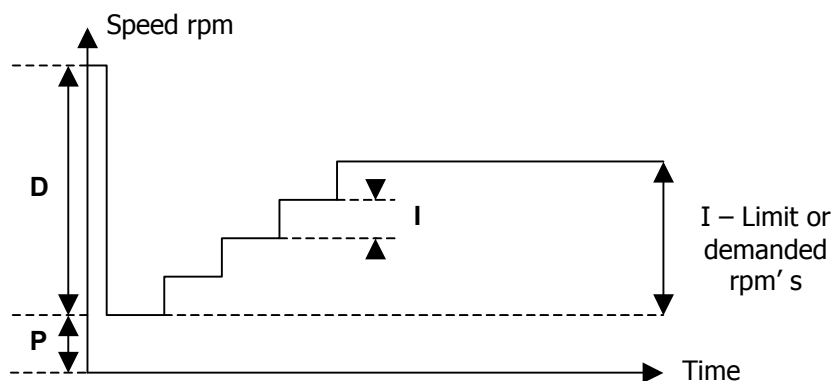 Speed rpm
D
I
I – Limit or
demanded
rpm' s
P
Time